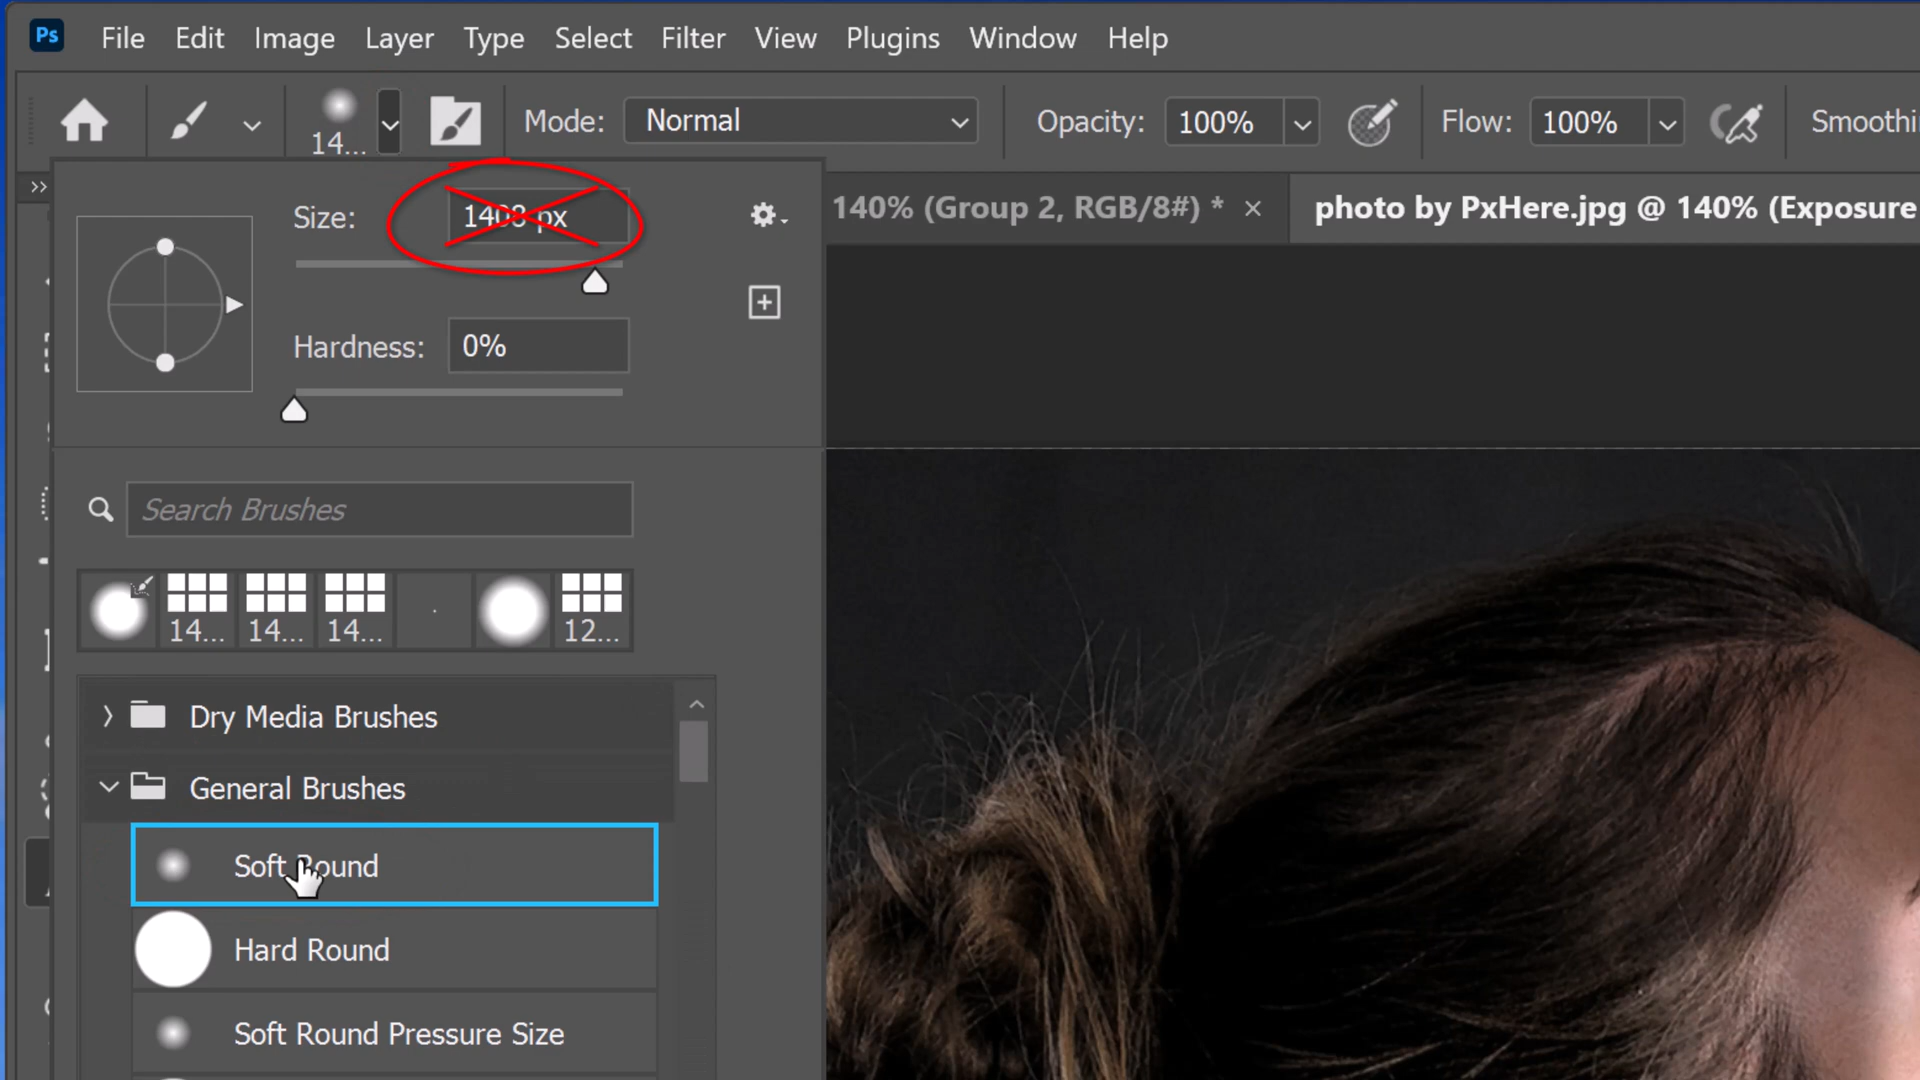 Ps File Edit Image Layer Type Select Filter View Plugins Window Help
14... Mode: Normal Opacity: 100% Flow: 100% Smoothi
Size: 1408 px
140% (Group 2, RGB/8#) * × photo by PxHere.jpg @ 140% (Exposure
Hardness: 0%
Search Brushes
14... 14... 14... 12...
Dry Media Brushes
General Brushes
Soft Round
Hard Round
Soft Round Pressure Size